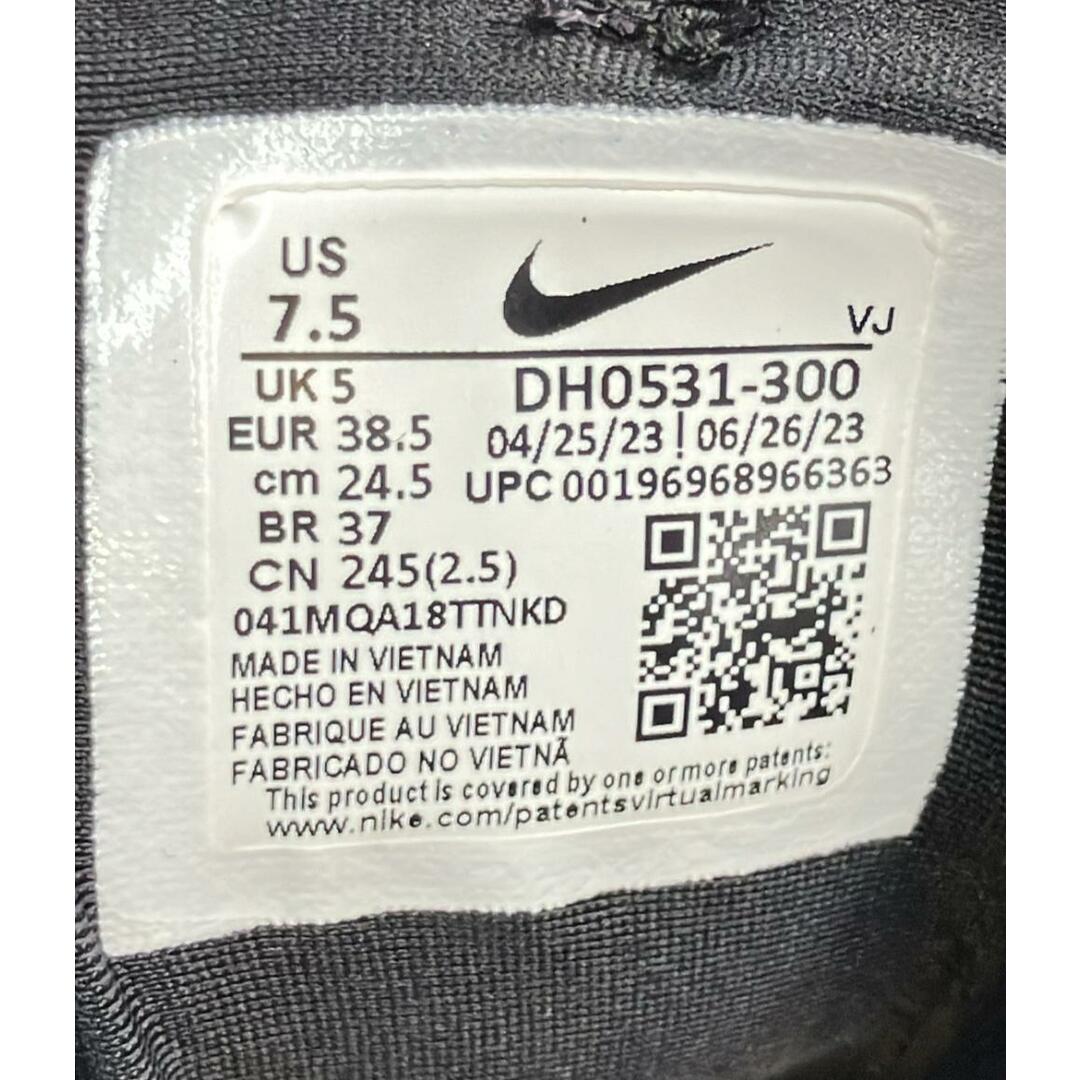 US
7.5
VJ
UK 5
DH0531-300
EUR 38.5
04/25/23 | 06/26/23
cm 24.5
UPC 00196968966363
BR 37
CN 245(2.5)
041MQA18TTNKD
MADE IN VIETNAM
HECHO EN VIETNAM
FABRIQUE AU VIETNAM
FABRICADO NO VIETNÃ
This product is covered by one or more patents:
www.nike.com/patentsvirtualmarking